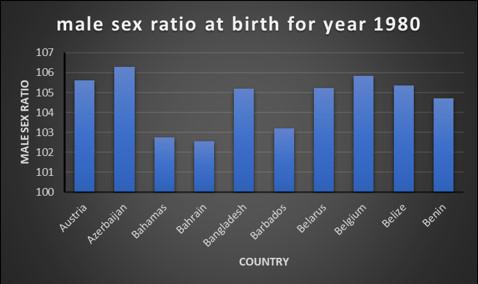 male sex ratio at birth for year 1980
MALE SEX RATIO
107
106
105
104
103
102
101
100
Austria
Azerbaijan
Bahamas
Bahrain
Bangladesh
Barbados
Belarus
Belgium
Belize
Benin
COUNTRY